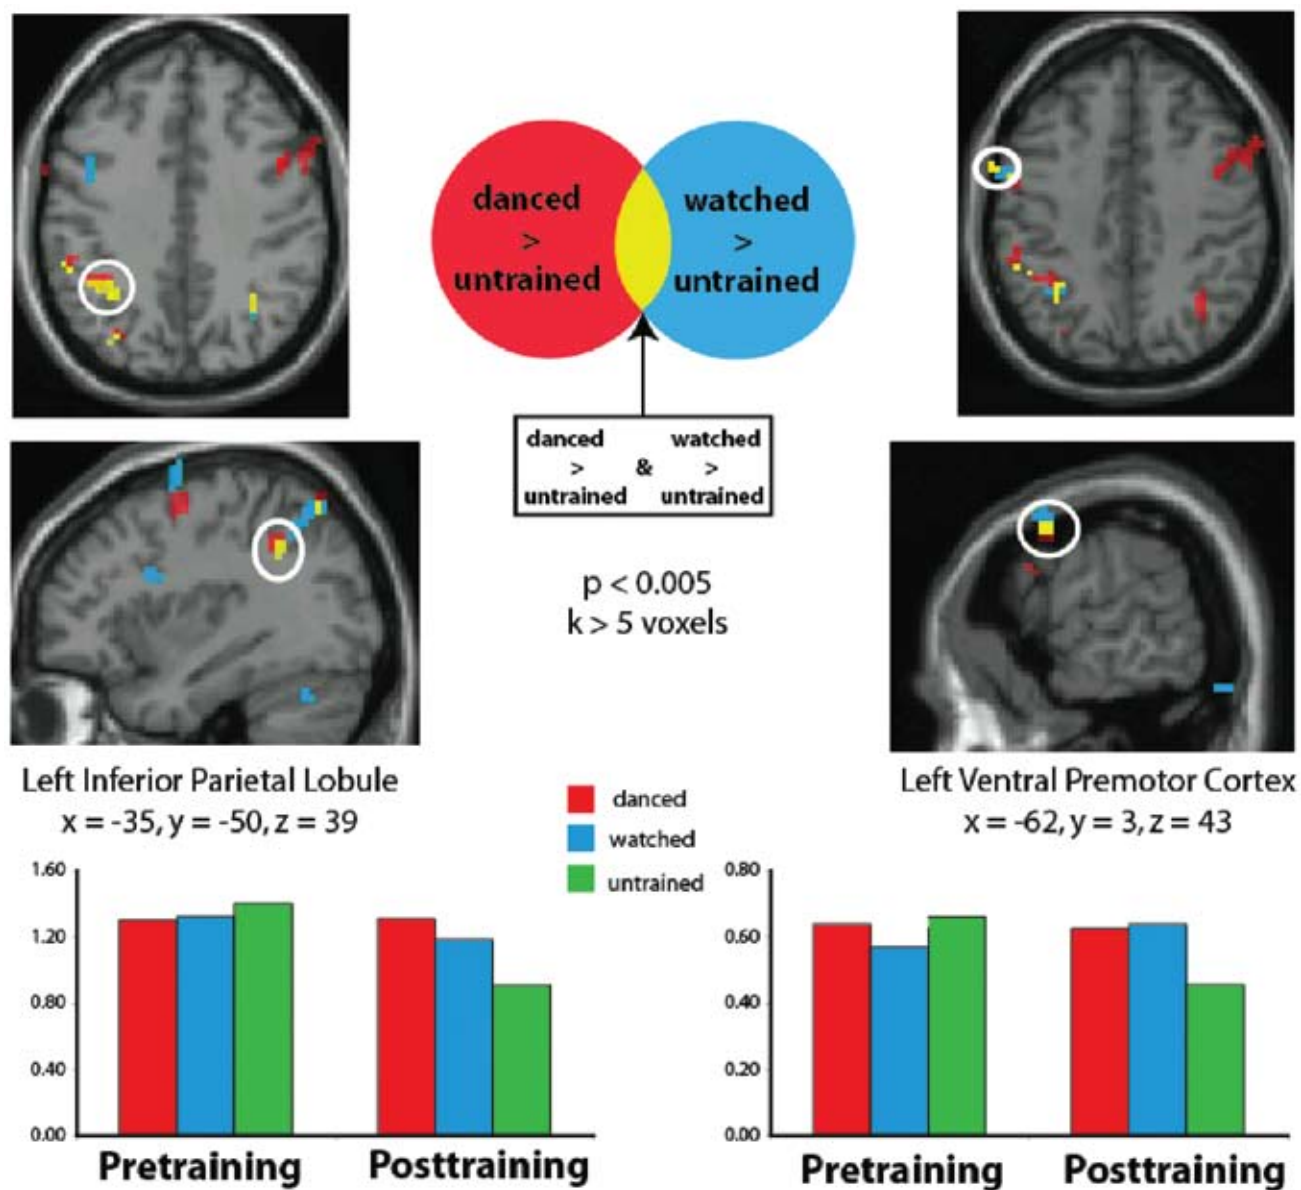 danced
>
untrained
watched
>
untrained
danced
>
untrained
&
watched
>
untrained
p < 0.005
k > 5 voxels
Left Inferior Parietal Lobule
x = -35, y = -50, z = 39
Left Ventral Premotor Cortex
x = -62, y = 3, z = 43
danced
watched
untrained
1.60
1.20
0.80
0.40
0.00
Pretraining
Posttraining
0.80
0.60
0.40
0.20
0.00
Pretraining
Posttraining